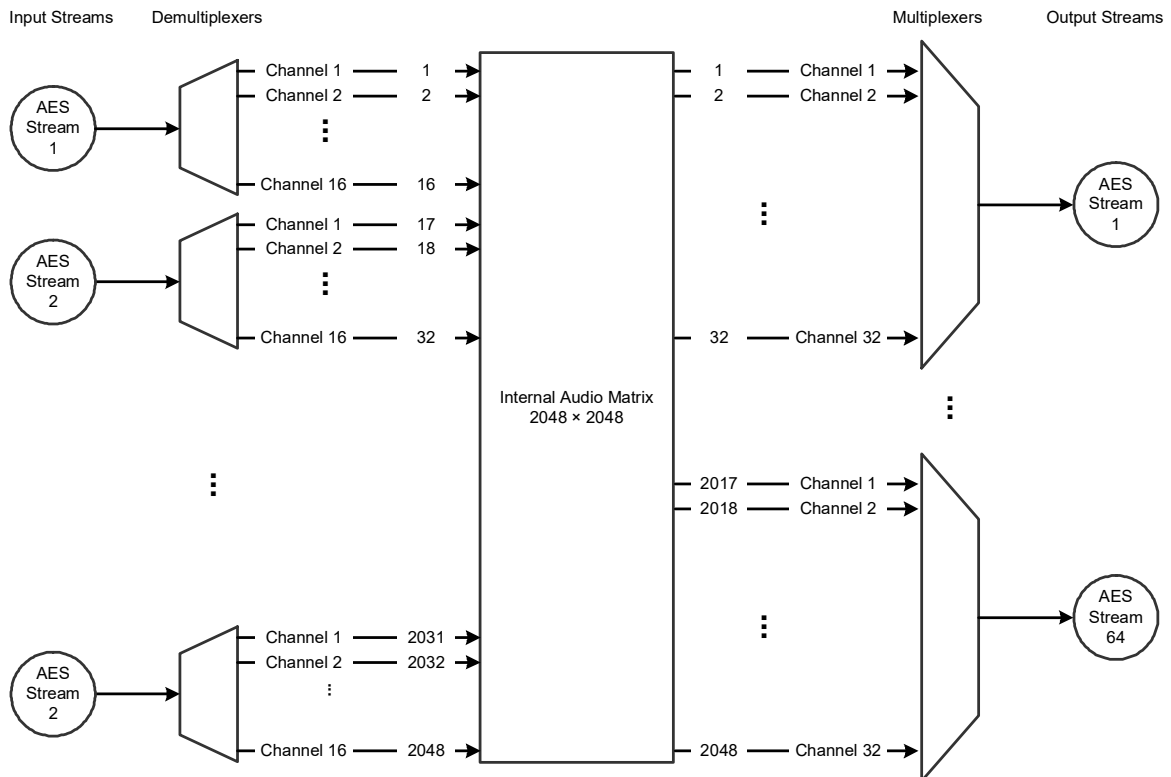 Input Streams
Demultiplexers
Multiplexers
Output Streams
AES
Stream
1
Channel 1 1
Channel 2 2
Channel 16 16
AES
Stream
2
Channel 1 17
Channel 2 18
Channel 16 32
AES
Stream
2
Channel 1 2031
Channel 2 2032
Channel 16 2048
Internal Audio Matrix
2048 × 2048
1 Channel 1
2 Channel 2
32 Channel 32
AES
Stream
1
2017 Channel 1
2018 Channel 2
2048 Channel 32
AES
Stream
64